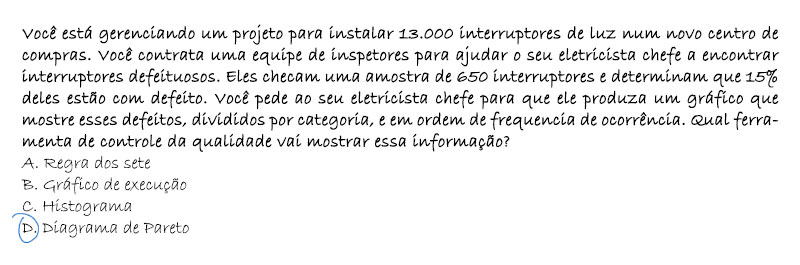 Você está gerenciando um projeto para instalar 13.000 interruptores de luz num novo centro de
compras. Você contrata uma equipe de inspetores para ajudar o seu eletricista chefe a encontrar
interruptores defeituosos. Eles checam uma amostra de 650 interruptores e determinam que 15%
deles estão com defeito. Você pede ao seu eletricista chefe para que ele produza um gráfico que
mostre esses defeitos, divididos por categoria, e em ordem de frequencia de ocorrência. Qual ferra-
menta de controle da qualidade vai mostrar essa informação?
A. Regra dos sete
B. Gráfico de execução
C. Histograma
D. Diagrama de Pareto